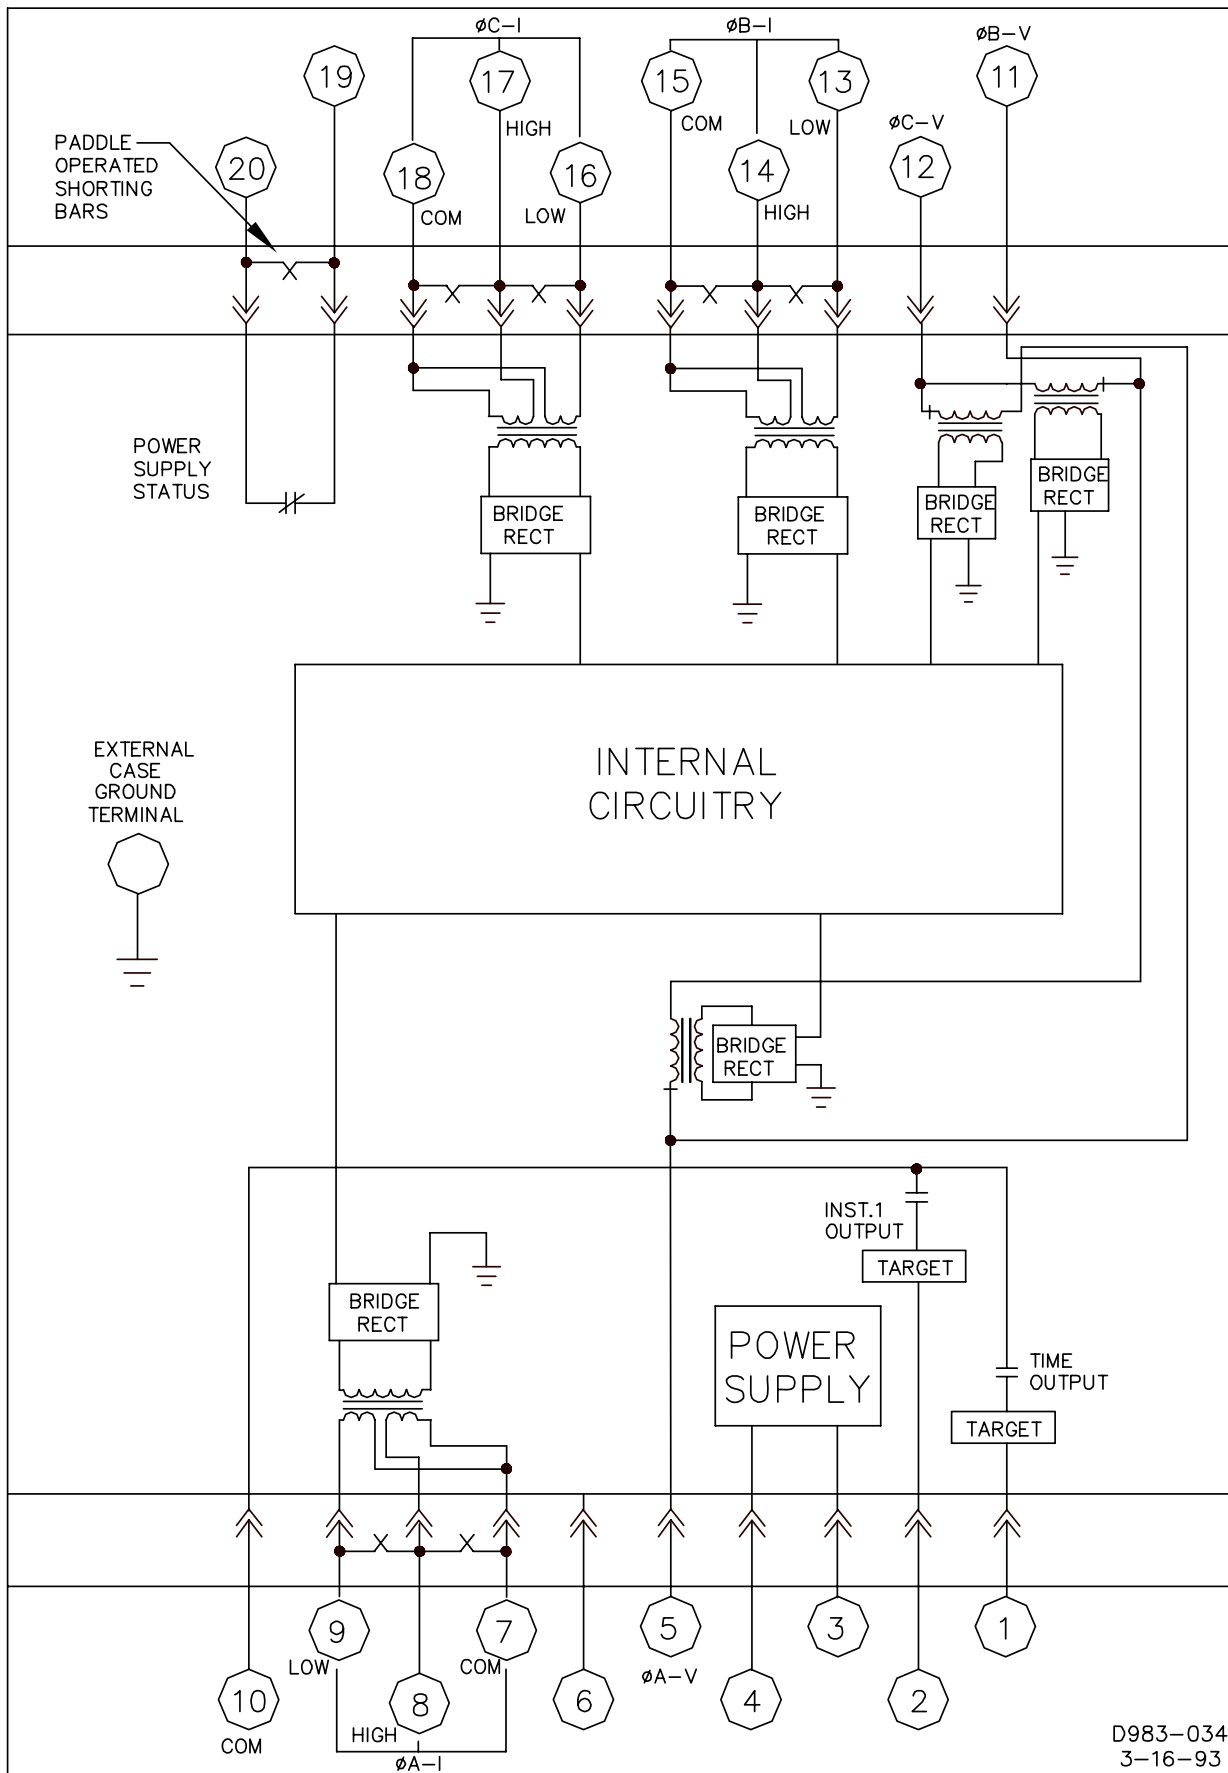 øC-I
øB-I
øB-V
19
17
15
13
11
HIGH
COM
LOW
øC-V
PADDLE
OPERATED
SHORTING
BARS
20
18
16
14
12
COM
LOW
HIGH
POWER
SUPPLY
STATUS
BRIDGE
RECT
BRIDGE
RECT
BRIDGE
RECT
BRIDGE
RECT
EXTERNAL
CASE
GROUND
TERMINAL
INTERNAL
CIRCUITRY
BRIDGE
RECT
INST.1
OUTPUT
TARGET
BRIDGE
RECT
POWER
SUPPLY
TIME
OUTPUT
TARGET
9
7
5
3
1
LOW
COM
øA-V
10
8
6
4
2
COM
HIGH
øA-I
D983-034
3-16-93